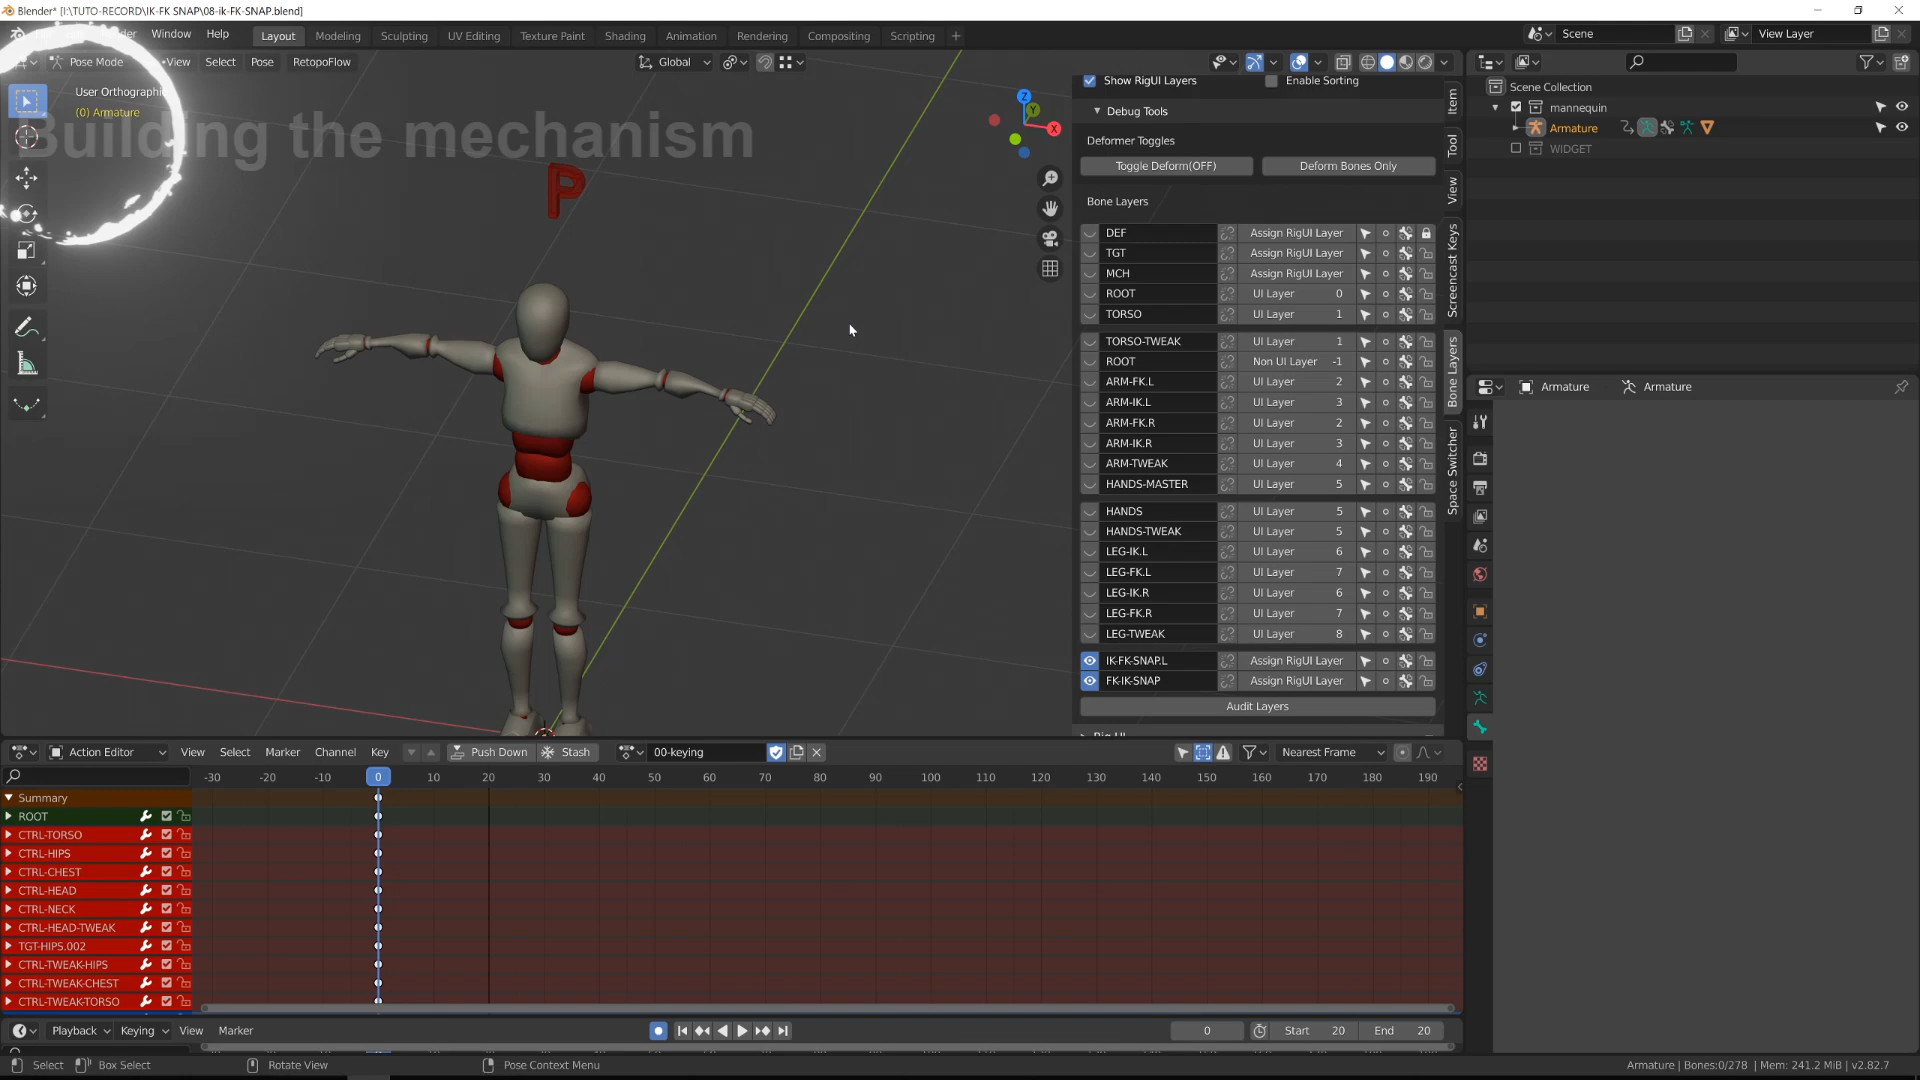 Blender* [I:\TUTO-RECORD\IK-FK SNAP\08-ik-FK-SNAP.blend]
Render Window Help Layout Modeling Sculpting UV Editing Texture Paint Shading Animation Rendering Compositing Scripting + Scene View Layer
Pose Mode View Select Pose RetopoFlow Global
User Orthographic
(0) Armature
Building the mechanism
P
Z Y X
Show RigUI Layers Enable Sorting
Debug Tools
Deformer Toggles
Toggle Deform(OFF) Deform Bones Only
Bone Layers
DEF Assign RigUI Layer
TGT Assign RigUI Layer
MCH Assign RigUI Layer
ROOT UI Layer 0
TORSO UI Layer 1
TORSO-TWEAK UI Layer 1
ROOT Non UI Layer -1
ARM-FK.L UI Layer 2
ARM-IK.L UI Layer 3
ARM-FK.R UI Layer 2
ARM-IK.R UI Layer 3
ARM-TWEAK UI Layer 4
HANDS-MASTER UI Layer 5
HANDS UI Layer 5
HANDS-TWEAK UI Layer 5
LEG-IK.L UI Layer 6
LEG-FK.L UI Layer 7
LEG-IK.R UI Layer 6
LEG-FK.R UI Layer 7
LEG-TWEAK UI Layer 8
IK-FK-SNAP.L Assign RigUI Layer
FK-IK-SNAP Assign RigUI Layer
Audit Layers
Item
Tool
View
Screencast Keys
Bone Layers
Space Switcher
Scene Collection
mannequin
Armature
WIDGET
Armature Armature
Action Editor View Select Marker Channel Key Push Down Stash 00-keying Nearest Frame
-30 -20 -10 0 10 20 30 40 50 60 70 80 90 100 110 120 130 140 150 160 170 180 190
Summary
ROOT
CTRL-TORSO
CTRL-HIPS
CTRL-CHEST
CTRL-HEAD
CTRL-NECK
CTRL-HEAD-TWEAK
TGT-HIPS.002
CTRL-TWEAK-HIPS
CTRL-TWEAK-CHEST
CTRL-TWEAK-TORSO
Playback Keying View Marker 0 Start 20 End 20
Select Box Select Rotate View Pose Context Menu Armature | Bones:0/278 | Mem: 241.2 MiB | v2.82.7